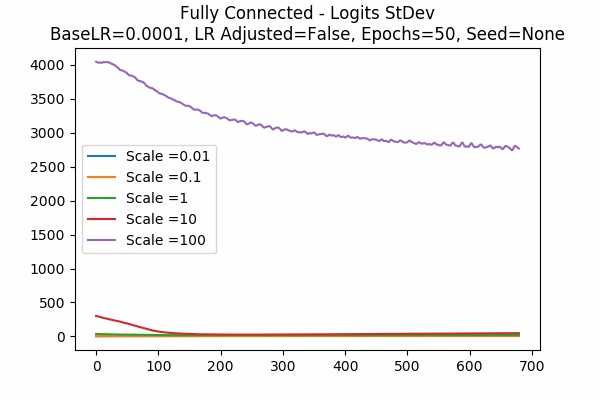 Fully Connected - Logits StDev
BaseLR=0.0001, LR Adjusted=False, Epochs=50, Seed=None
4000
3500
3000
2500
2000
1500
1000
500
0
Scale =0.01
Scale =0.1
Scale =1
Scale =10
Scale =100
0 100 200 300 400 500 600 700